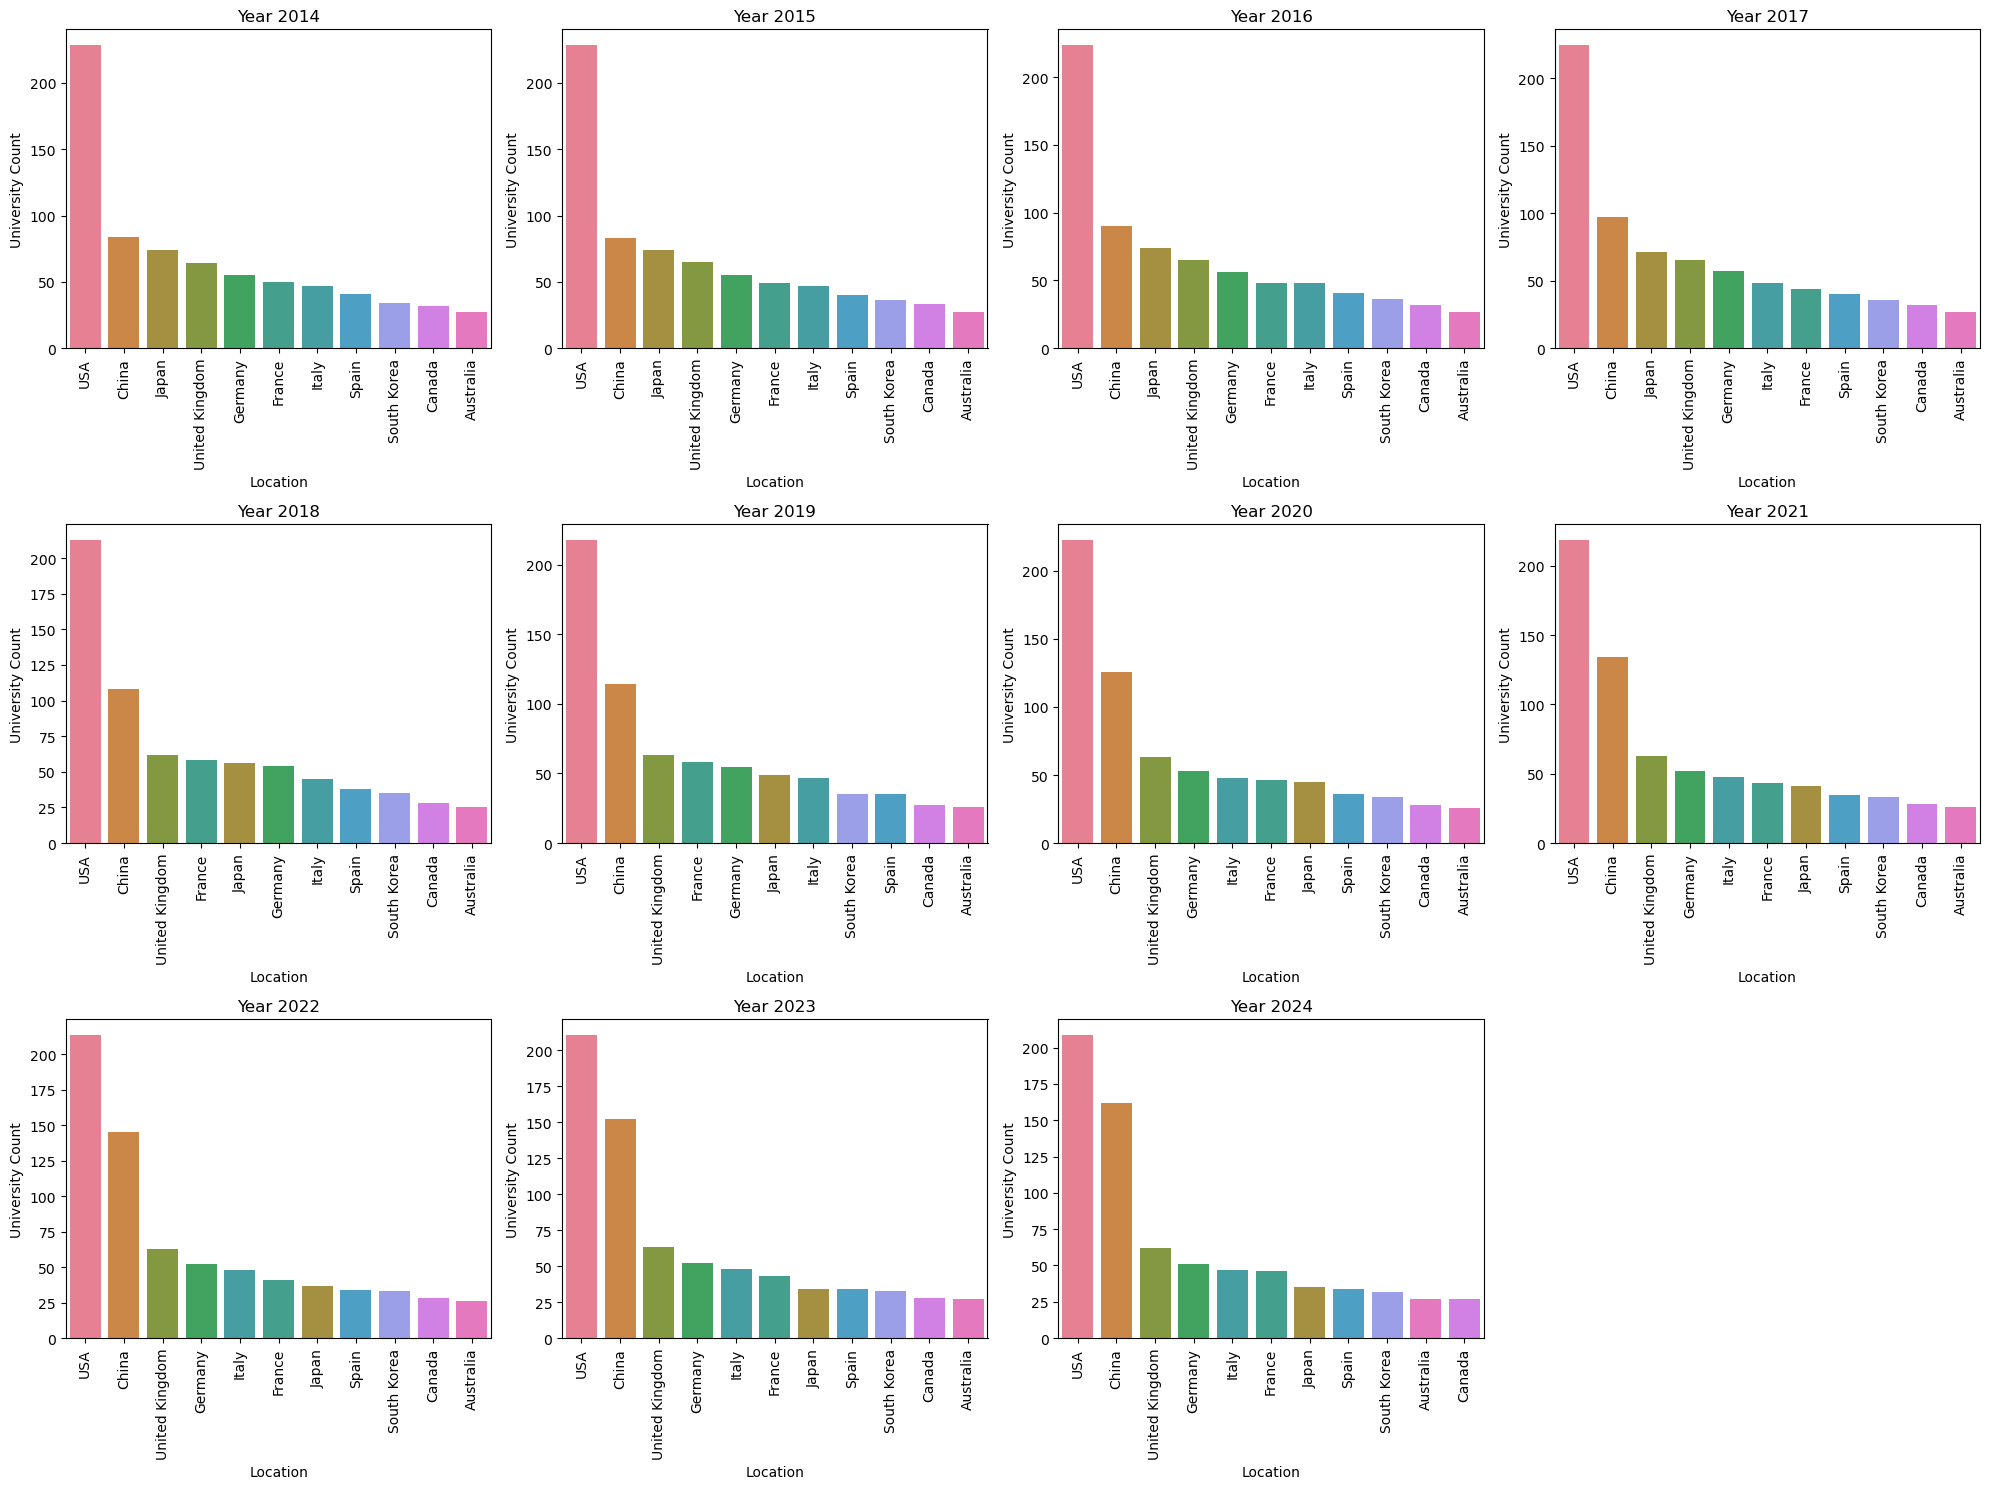 Year 2014
University Count
200
150
100
50
0
USA
China
Japan
United Kingdom
Germany
France
Italy
Spain
South Korea
Canada
Australia
Location
Year 2015
University Count
200
150
100
50
0
USA
China
Japan
United Kingdom
Germany
France
Italy
Spain
South Korea
Canada
Australia
Location
Year 2016
University Count
200
150
100
50
0
USA
China
Japan
United Kingdom
Germany
France
Italy
Spain
South Korea
Canada
Australia
Location
Year 2017
University Count
200
150
100
50
0
USA
China
Japan
United Kingdom
Germany
Italy
France
Spain
South Korea
Canada
Australia
Location
Year 2018
University Count
200
175
150
125
100
75
50
25
0
USA
China
United Kingdom
France
Japan
Germany
Italy
Spain
South Korea
Canada
Australia
Location
Year 2019
University Count
200
150
100
50
0
USA
China
United Kingdom
France
Germany
Japan
Italy
South Korea
Spain
Canada
Australia
Location
Year 2020
University Count
200
150
100
50
0
USA
China
United Kingdom
Germany
Italy
France
Japan
Spain
South Korea
Canada
Australia
Location
Year 2021
University Count
200
150
100
50
0
USA
China
United Kingdom
Germany
Italy
France
Japan
Spain
South Korea
Canada
Australia
Location
Year 2022
University Count
200
175
150
125
100
75
50
25
0
USA
China
United Kingdom
Germany
Italy
France
Japan
Spain
South Korea
Canada
Australia
Location
Year 2023
University Count
200
175
150
125
100
75
50
25
0
USA
China
United Kingdom
Germany
Italy
France
Japan
Spain
South Korea
Canada
Australia
Location
Year 2024
University Count
200
175
150
125
100
75
50
25
0
USA
China
United Kingdom
Germany
Italy
France
Japan
Spain
South Korea
Australia
Canada
Location